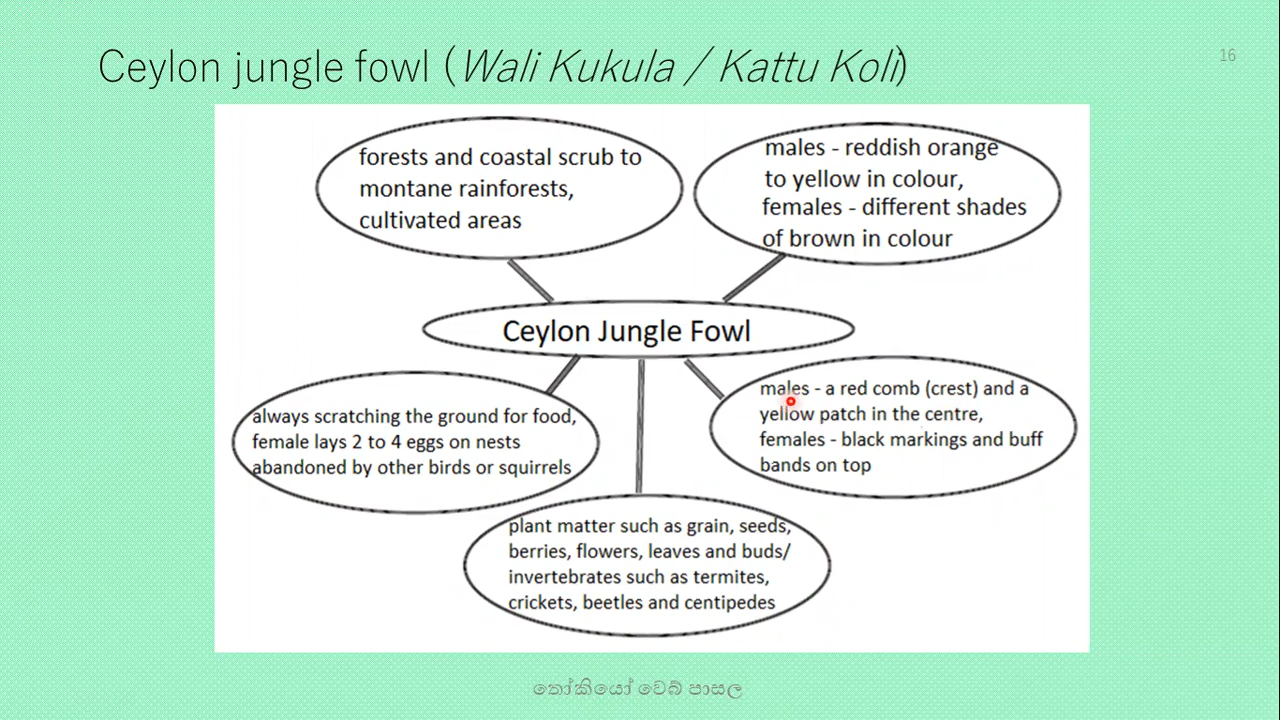 Ceylon jungle fowl (Wali Kukula / Kattu Koli)
16
forests and coastal scrub to
montane rainforests,
cultivated areas
males - reddish orange
to yellow in colour,
females - different shades
of brown in colour
Ceylon Jungle Fowl
always scratching the ground for food,
female lays 2 to 4 eggs on nests
abandoned by other birds or squirrels
males - a red comb (crest) and a
yellow patch in the centre,
females - black markings and buff
bands on top
plant matter such as grain, seeds,
berries, flowers, leaves and buds/
invertebrates such as termites,
crickets, beetles and centipedes
තෝකියෝ වෙබ් පාසල